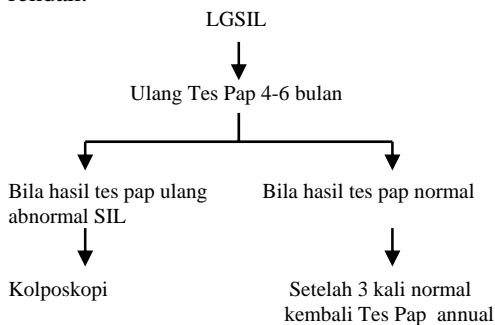 LGSIL
Ulang Tes Pap 4-6 bulan
Bila hasil tes pap ulang
abnormal SIL
Bila hasil tes pap normal
Kolposkopi
Setelah 3 kali normal
kembali Tes Pap annual